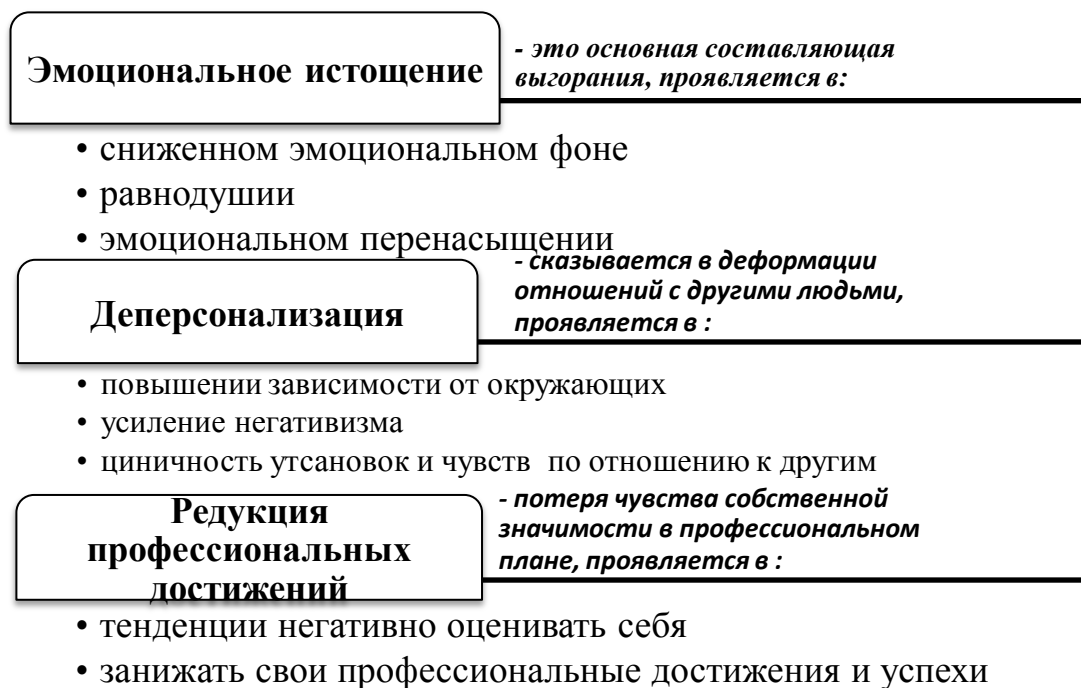 Эмоциональное истощение
- это основная составляющая
выгорания, проявляется в:
• сниженном эмоциональном фоне
• равнодушии
• эмоциональном перенасыщении
Деперсонализация
- сказывается в деформации
отношений с другими людьми,
проявляется в :
• повышении зависимости от окружающих
• усиление негативизма
• циничность утсановок и чувств по отношению к другим
Редукция
профессиональных
достижений
- потеря чувства собственной
значимости в профессиональном
плане, проявляется в :
• тенденции негативно оценивать себя
• занижать свои профессиональные достижения и успехи